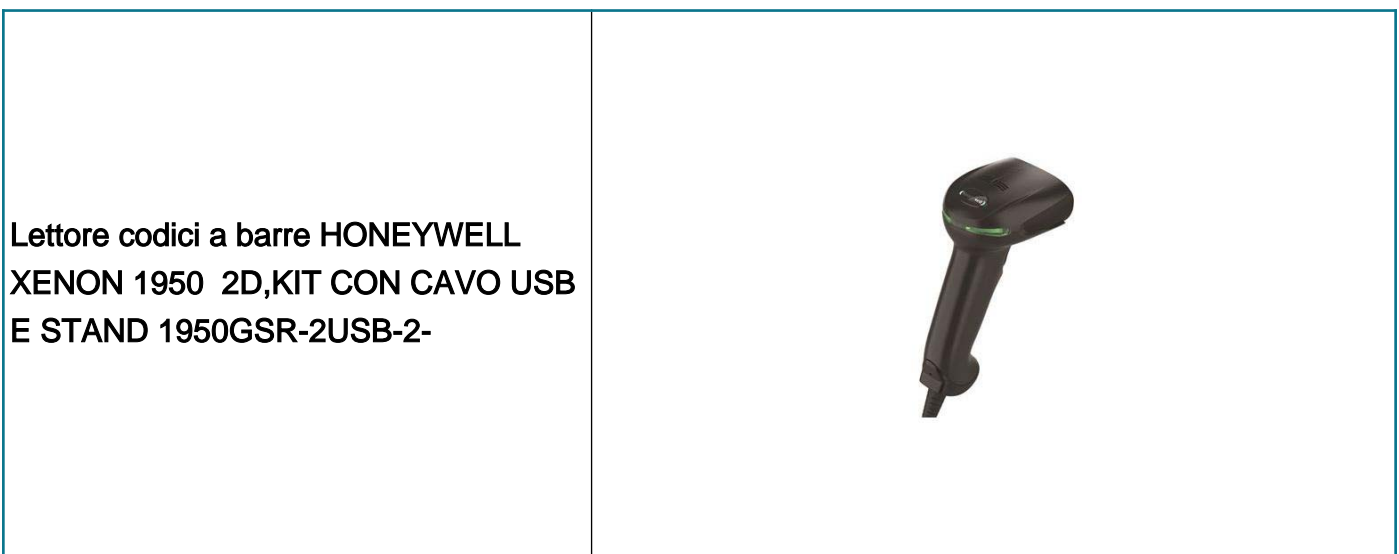 Lettore codici a barre HONEYWELL
XENON 1950 2D,KIT CON CAVO USB
E STAND 1950GSR-2USB-2-